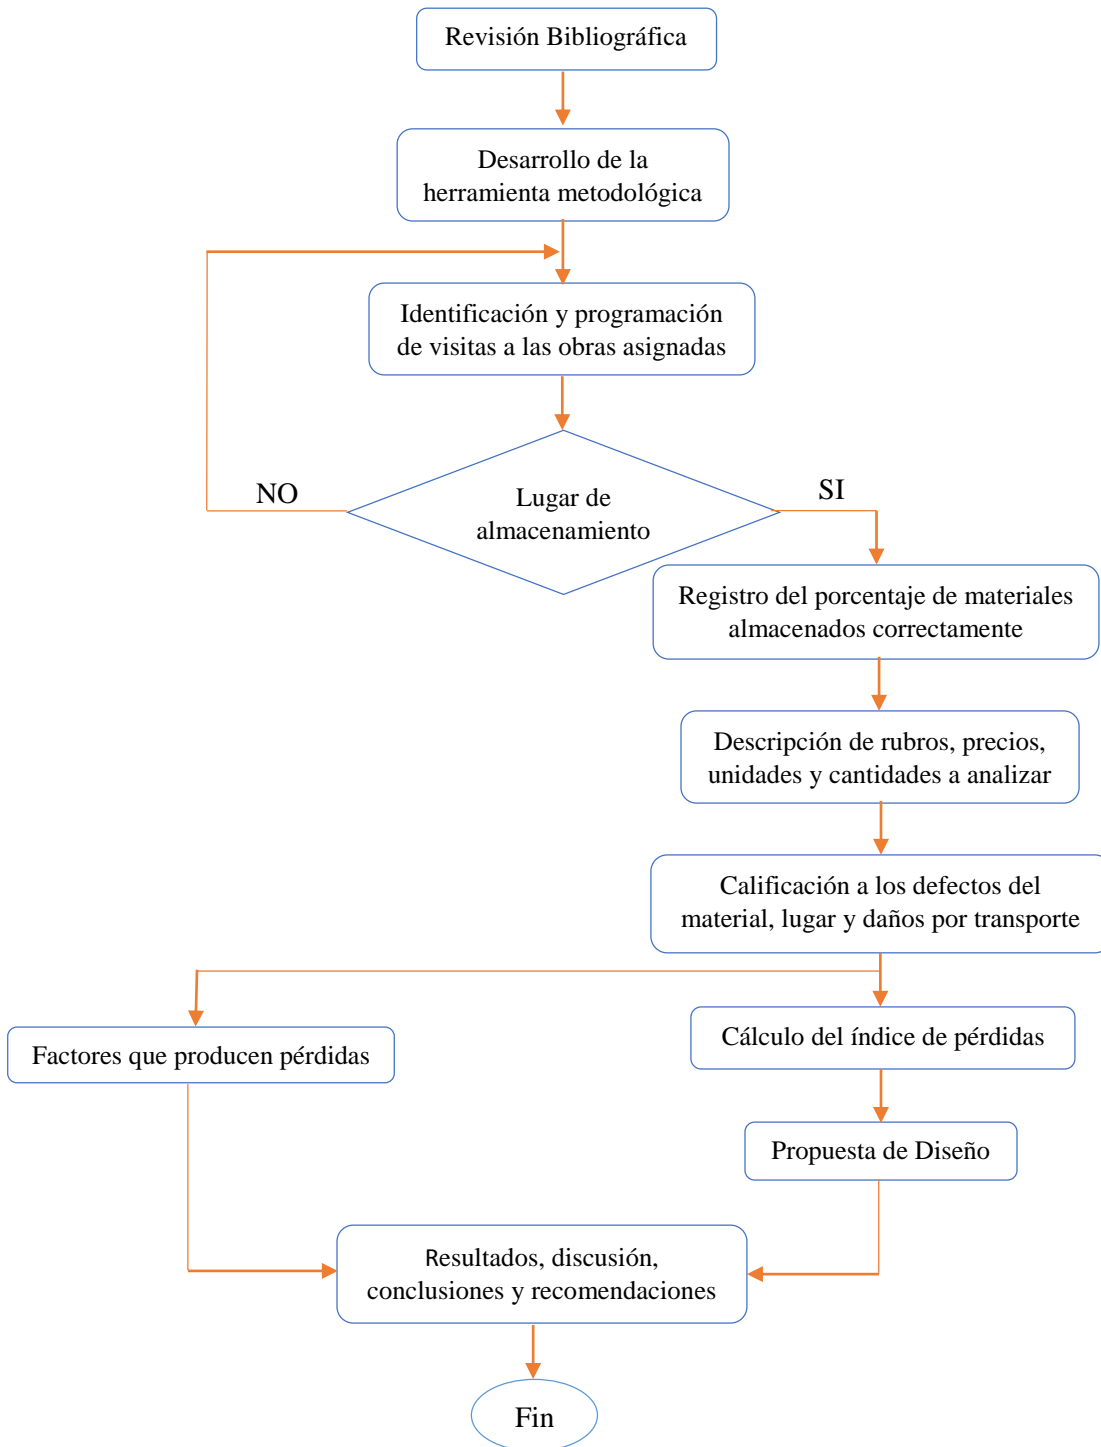 Revisión Bibliográfica
Desarrollo de la
herramienta metodológica
Identificación y programación
de visitas a las obras asignadas
NO
SI
Lugar de
almacenamiento
Registro del porcentaje de materiales
almacenados correctamente
Descripción de rubros, precios,
unidades y cantidades a analizar
Calificación a los defectos del
material, lugar y daños por transporte
Factores que producen pérdidas
Cálculo del índice de pérdidas
Propuesta de Diseño
Resultados, discusión,
conclusiones y recomendaciones
Fin